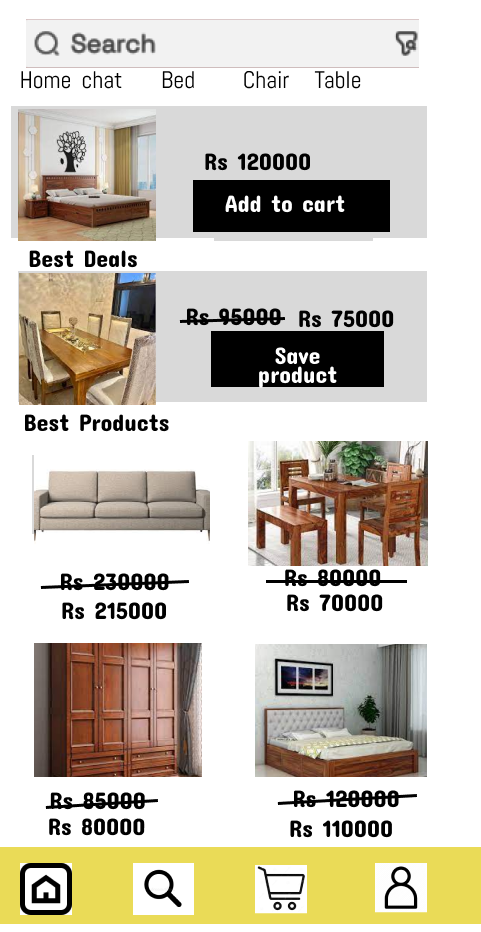 Search
Home chat Bed Chair Table
Rs 120000
Add to cart
Best Deals
Rs 95000 Rs 75000
Save
product
Best Products
Rs 230000
Rs 215000
Rs 80000
Rs 70000
Rs 85000
Rs 80000
Rs 120000
Rs 110000